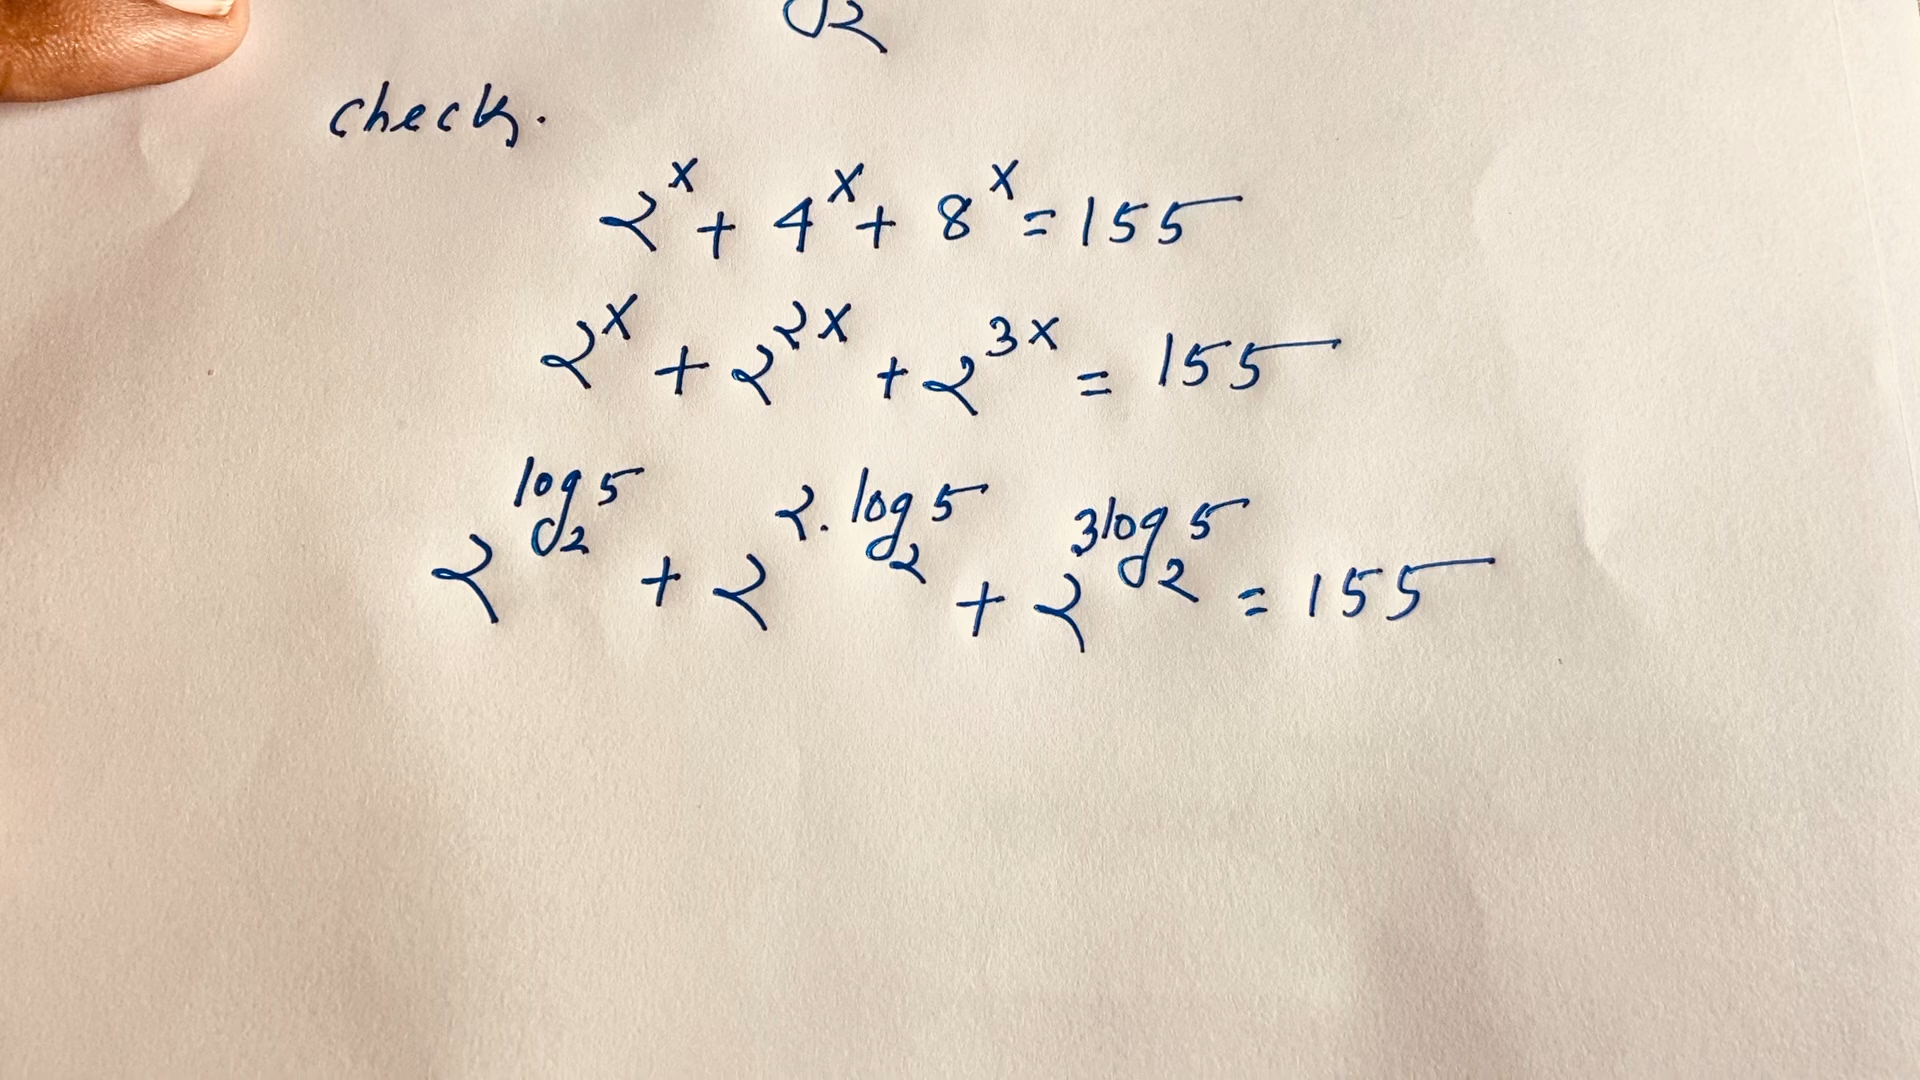 check.
2^x + 4^x + 8^x = 155
2^x + 2^{2x} + 2^{3x} = 155
2^{log_2 5} + 2^{2. log_2 5} + 2^{3log_2 5} = 155